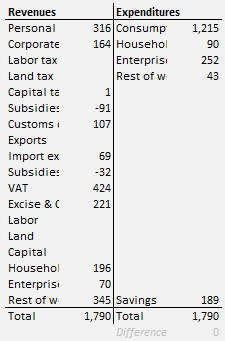 Revenues Expenditures
Personal 316 Consump 1,215
Corporate 164 Househol 90
Labor tax Enterpris 252
Land tax Rest of w 43
Capital ta 1
Subsidies -91
Customs c 107
Exports
Import ex 69
Subsidies -32
VAT 424
Excise & C 221
Labor
Land
Capital
Househol 196
Enterpris 70
Rest of w 345 Savings 189
Total 1,790 Total 1,790
Difference 0